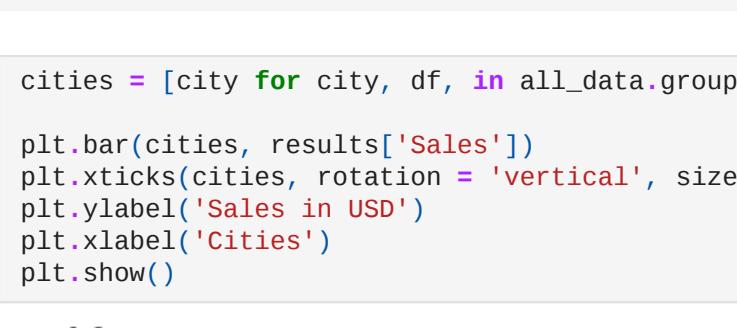 cities = [city for city, df, in all_data.group
plt.bar(cities, results['Sales'])
plt.xticks(cities, rotation = 'vertical', size
plt.ylabel('Sales in USD')
plt.xlabel('Cities')
plt.show()